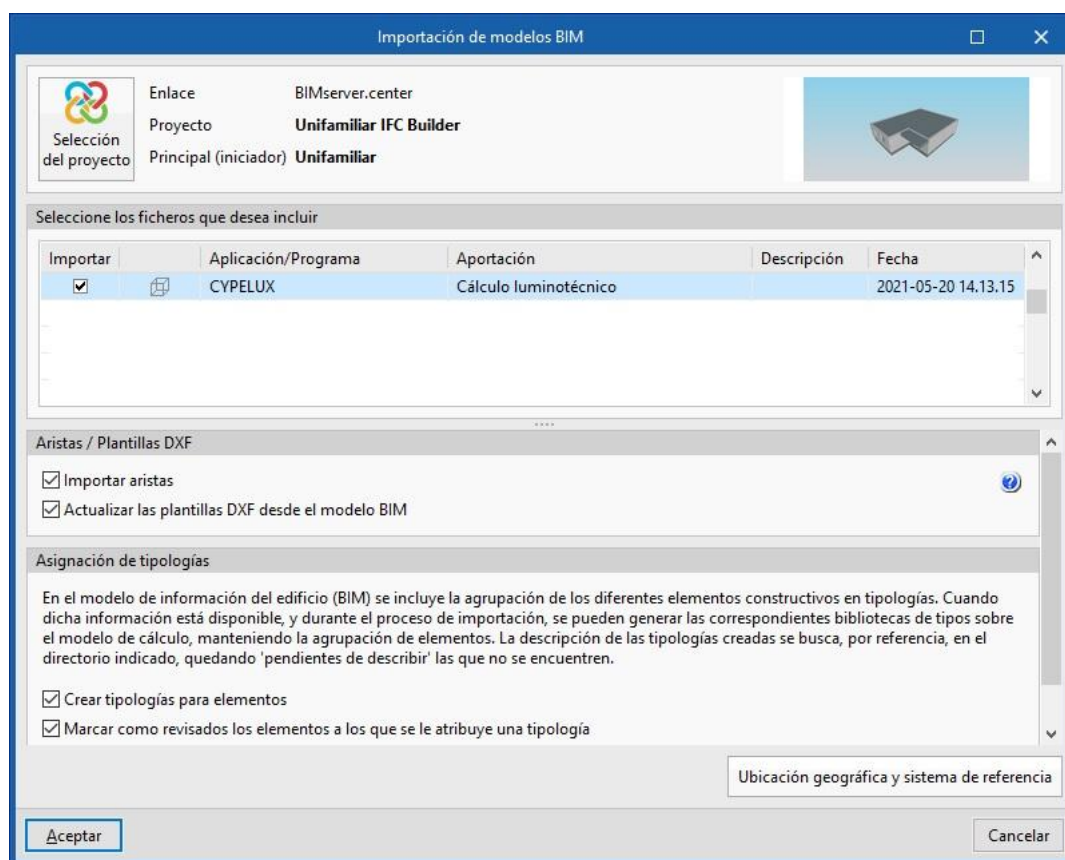 Importación de modelos BIM
Selección
del proyecto
Enlace BIMserver.center
Proyecto Unifamiliar IFC Builder
Principal (iniciador) Unifamiliar
Seleccione los ficheros que desea incluir
Importar Aplicación/Programa Aportación Descripción Fecha
CYPELUX Cálculo luminotécnico 2021-05-20 14.13.15
Aristas / Plantillas DXF
Importar aristas
Actualizar las plantillas DXF desde el modelo BIM
Asignación de tipologías
En el modelo de información del edificio (BIM) se incluye la agrupación de los diferentes elementos constructivos en tipologías. Cuando
dicha información está disponible, y durante el proceso de importación, se pueden generar las correspondientes bibliotecas de tipos sobre
el modelo de cálculo, manteniendo la agrupación de elementos. La descripción de las tipologías creadas se busca, por referencia, en el
directorio indicado, quedando 'pendientes de describir' las que no se encuentren.
Crear tipologías para elementos
Marcar como revisados los elementos a los que se le atribuye una tipología
Ubicación geográfica y sistema de referencia
Aceptar
Cancelar